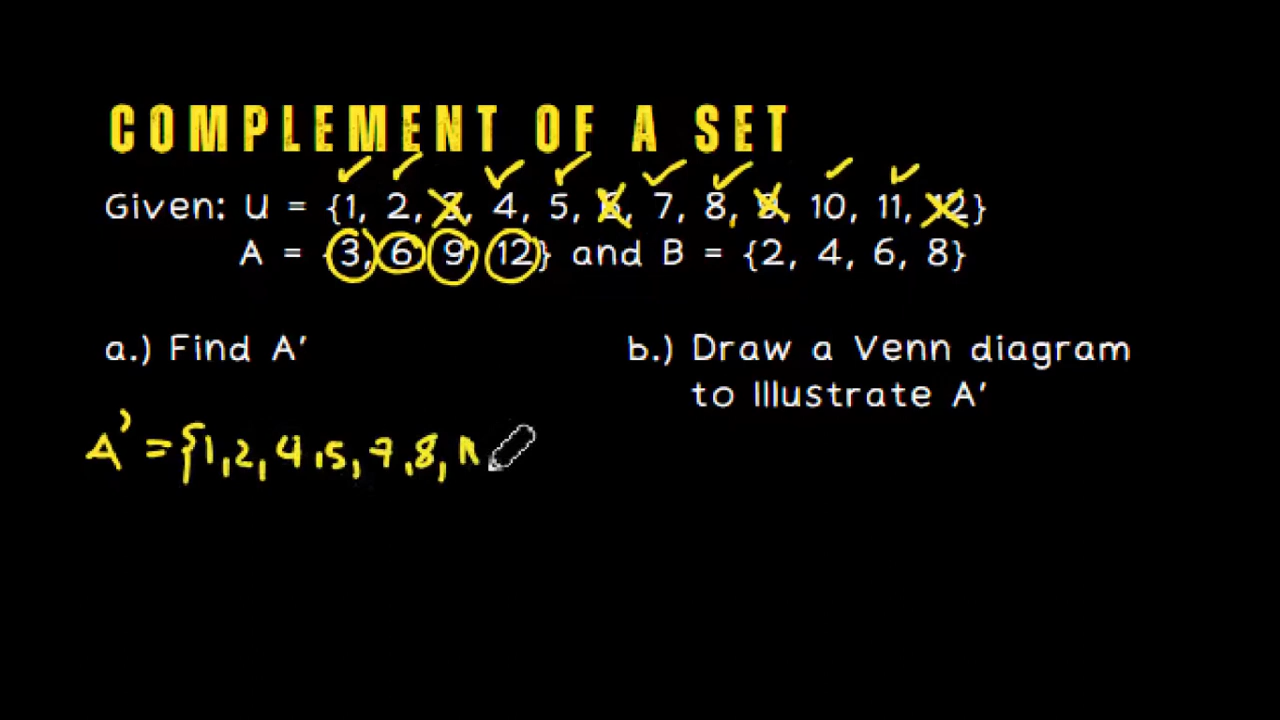 COMPLEMENT OF A SET
Given: U = {1, 2, 3, 4, 5, 6, 7, 8, 9, 10, 11, 12}
A = {3, 6, 9, 12} and B = {2, 4, 6, 8}
a.) Find A'
b.) Draw a Venn diagram
to Illustrate A'
A' = {1, 2, 4, 5, 7, 8,